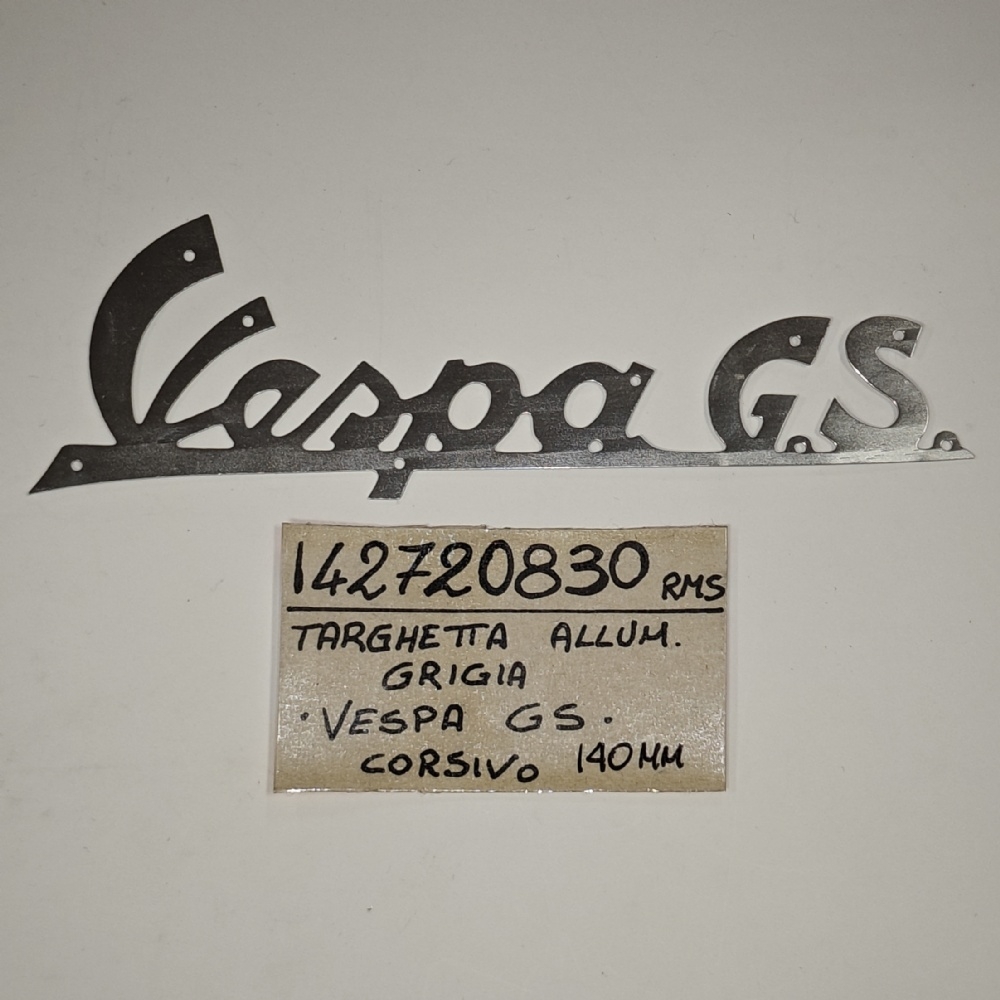 Vespa G.S.
142720830 RMS
TARGHETTA ALLUM.
GRIGIA
·VESPA GS·
CORSIVO 140MM